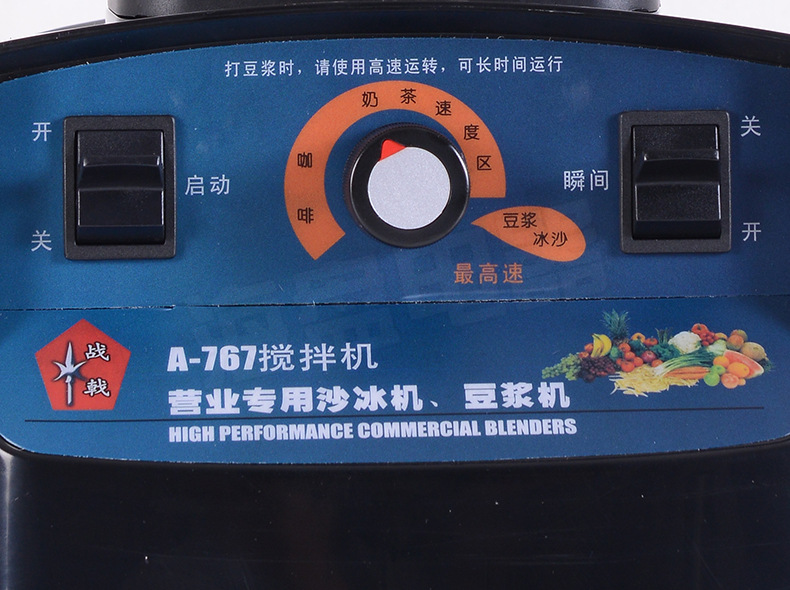 打豆浆时，请使用高速运转，可长时间运行
开
关
启动
啡咖 奶茶速度区
豆浆
冰沙
最高速
瞬间
关
开
战
戟
A-767搅拌机
营业专用沙冰机、豆浆机
HIGH PERFORMANCE COMMERCIAL BLENDERS